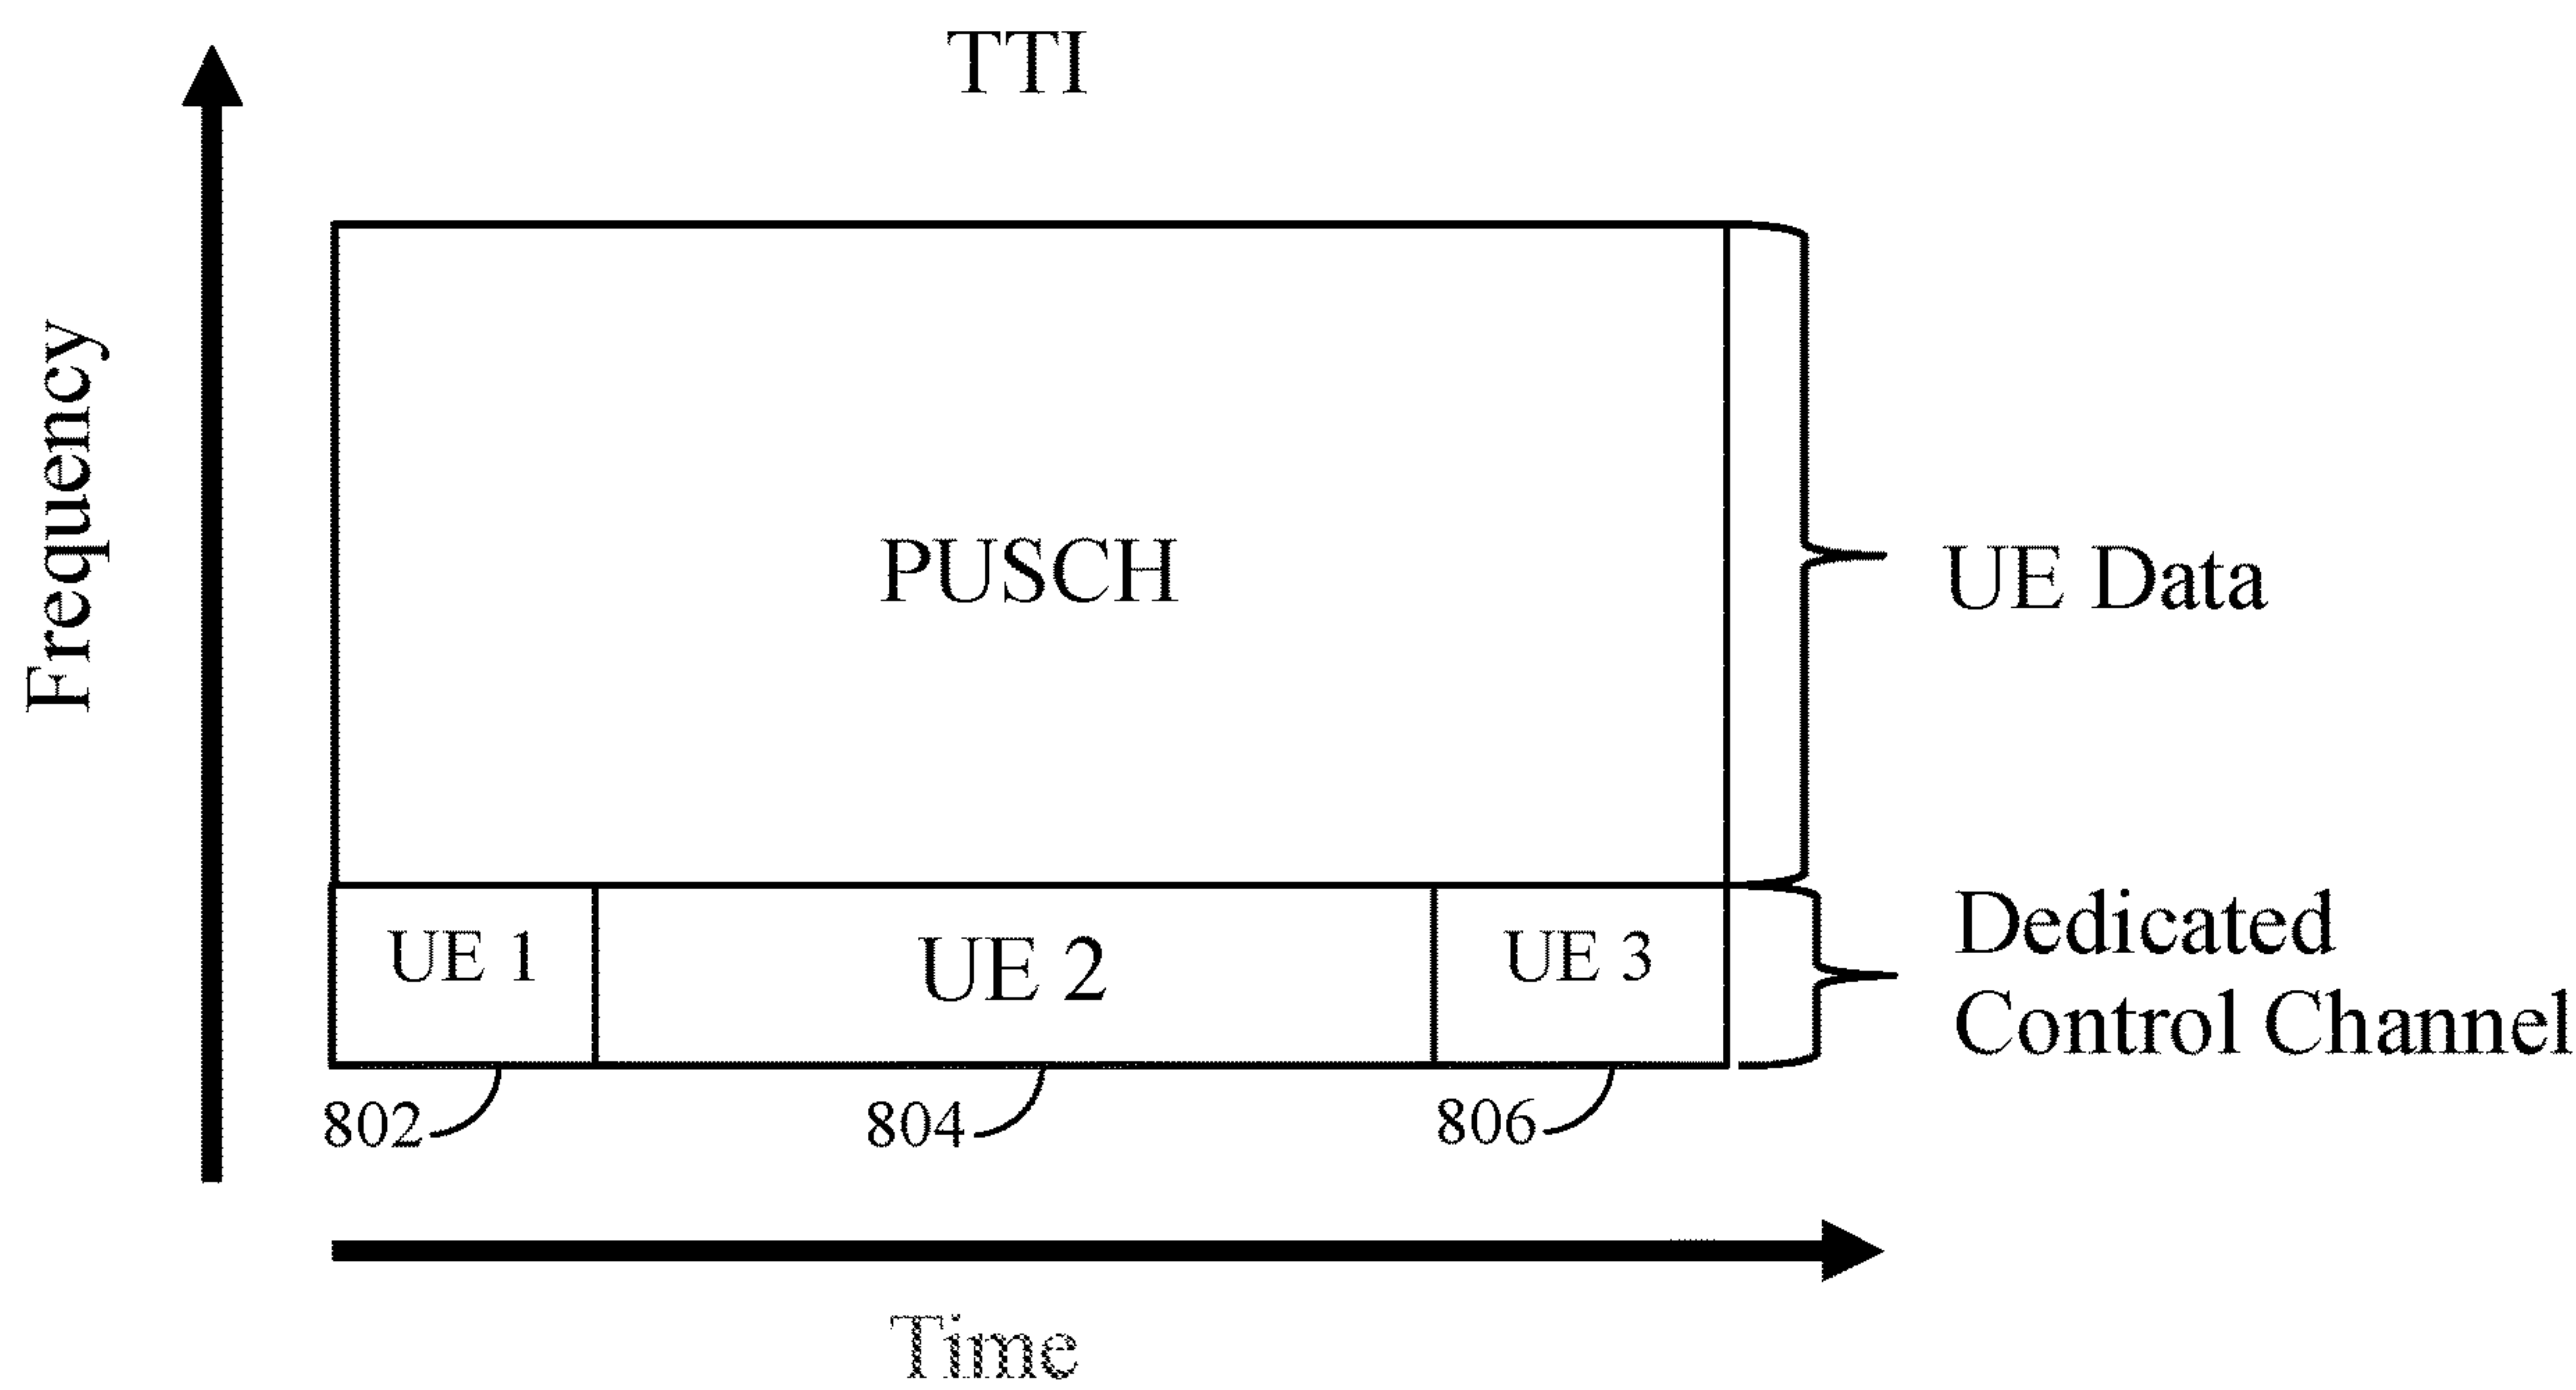 TTI
Frequency
PUSCH
UE Data
UE 1
UE 2
UE 3
Dedicated
Control Channel
802
804
806
Time